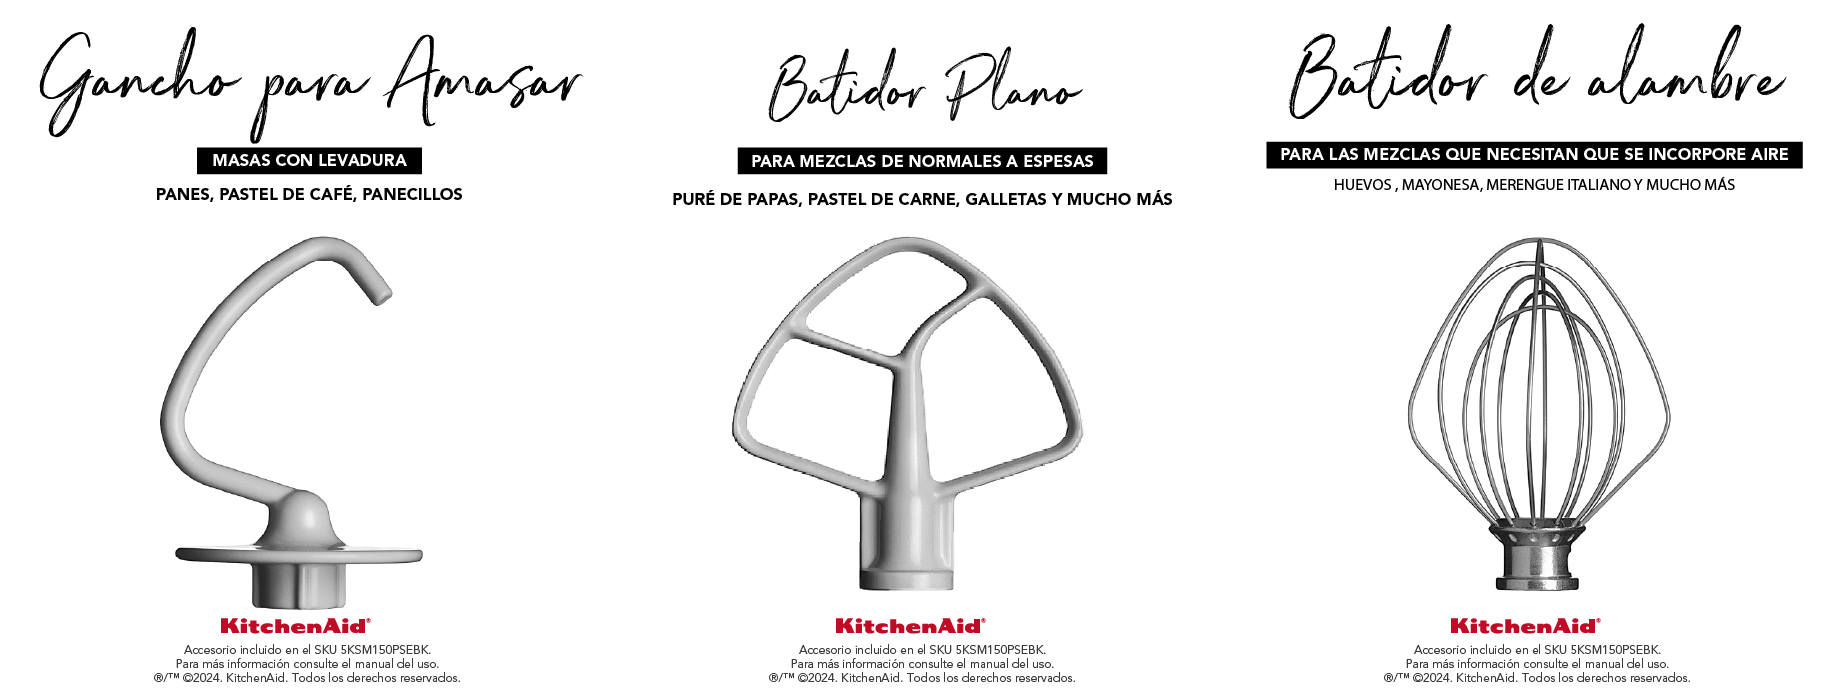 Gancho para Amasar
MASAS CON LEVADURA
PANES, PASTEL DE CAFÉ, PANECILLOS
KitchenAid®
Accesorio incluido en el SKU 5KSM150PSEBK.
Para más información consulte el manual del uso.
®/™ ©2024. KitchenAid. Todos los derechos reservados.
Batidor Plano
PARA MEZCLAS DE NORMALES A ESPESAS
PURÉ DE PAPAS, PASTEL DE CARNE, GALLETAS Y MUCHO MÁS
KitchenAid®
Accesorio incluido en el SKU 5KSM150PSEBK.
Para más información consulte el manual del uso.
®/™ ©2024. KitchenAid. Todos los derechos reservados.
Batidor de alambre
PARA LAS MEZCLAS QUE NECESITAN QUE SE INCORPORE AIRE
HUEVOS , MAYONESA, MERENGUE ITALIANO Y MUCHO MÁS
KitchenAid®
Accesorio incluido en el SKU 5KSM150PSEBK.
Para más información consulte el manual del uso.
®/™ ©2024. KitchenAid. Todos los derechos reservados.